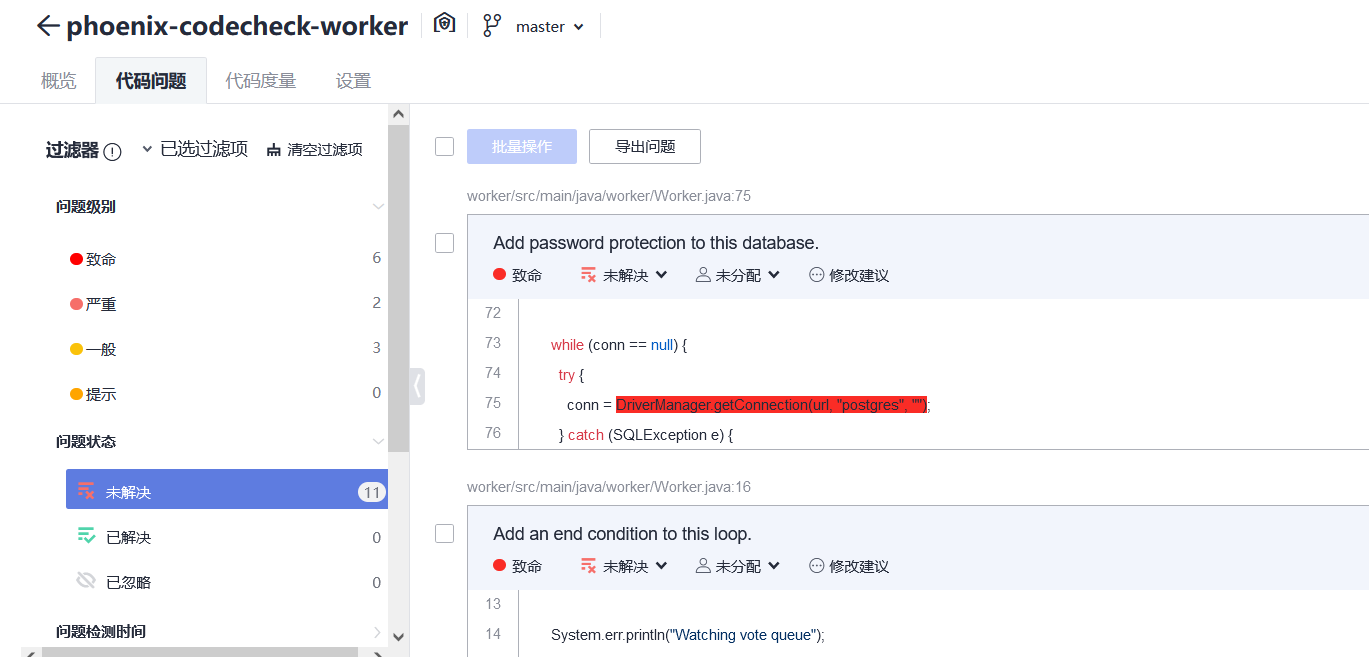 phoenix-codecheck-worker master
概览 代码问题 代码度量 设置
过滤器 已选过滤项 清空过滤项
问题级别
致命 6
严重 2
一般 3
提示 0
问题状态
未解决 11
已解决 0
已忽略 0
问题检测时间
批量操作 导出问题
worker/src/main/java/worker/Worker.java:75
Add password protection to this database.
致命 未解决 未分配 修改建议
72
73 while (conn == null) {
74 try {
75 conn = DriverManager.getConnection(url, "postgres", "");
76 } catch (SQLException e) {
worker/src/main/java/worker/Worker.java:16
Add an end condition to this loop.
致命 未解决 未分配 修改建议
13
14 System.err.println("Watching vote queue");